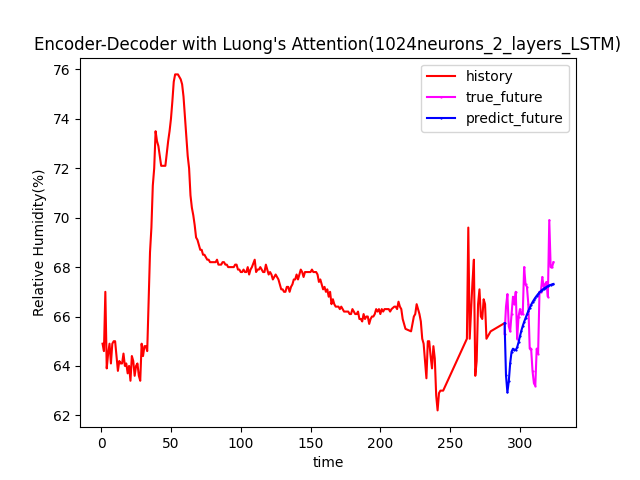 Encoder-Decoder with Luong's Attention(1024neurons_2_layers_LSTM)
history
true_future
predict_future
Relative Humidity(%)
76
74
72
70
68
66
64
62
0 50 100 150 200 250 300
time